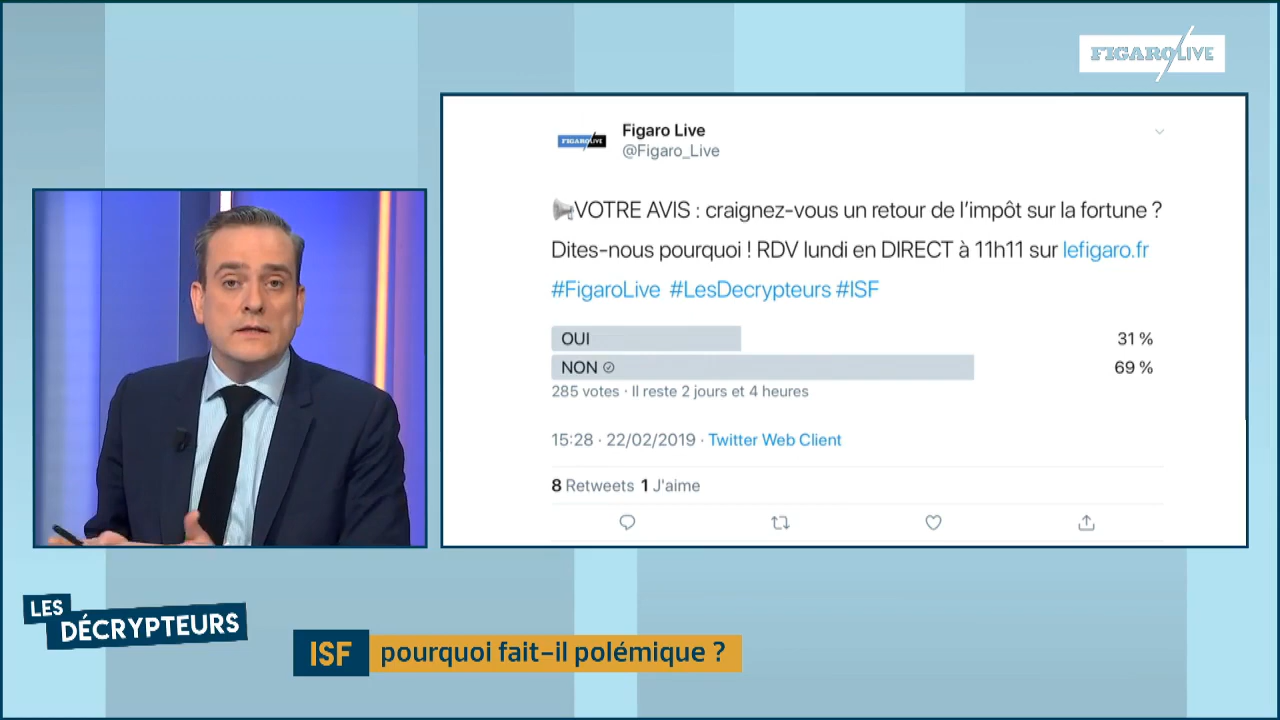 FIGAROLIVE
FIGAROLIVE
Figaro Live
@Figaro_Live
VOTRE AVIS : craignez-vous un retour de l'impôt sur la fortune ?
Dites-nous pourquoi ! RDV lundi en DIRECT à 11h11 sur lefigaro.fr
#FigaroLive #LesDecrypteurs #ISF
OUI 31 %
NON 69 %
285 votes · Il reste 2 jours et 4 heures
15:28 · 22/02/2019 · Twitter Web Client
8 Retweets 1 J'aime
LES
DÉCRYPTEURS
ISF pourquoi fait-il polémique ?